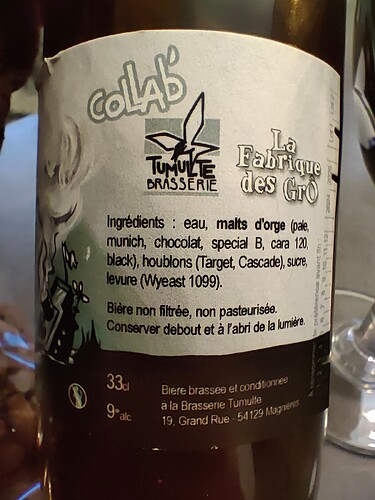 COLLAB'
TUMULTE
BRASSERIE
La
Fabrique
des GrO
Ingrédients : eau, malts d'orge (pale,
munich, chocolat, special B, cara 120,
black), houblons (Target, Cascade), sucre,
levure (Wyeast 1099).
Bière non filtrée, non pasteurisée.
Conserver debout et à l'abri de la lumière.
33cl
9°alc
Bière brassée et conditionnée
à la Brasserie Tumulte
19, Grand Rue - 54129 Magnières